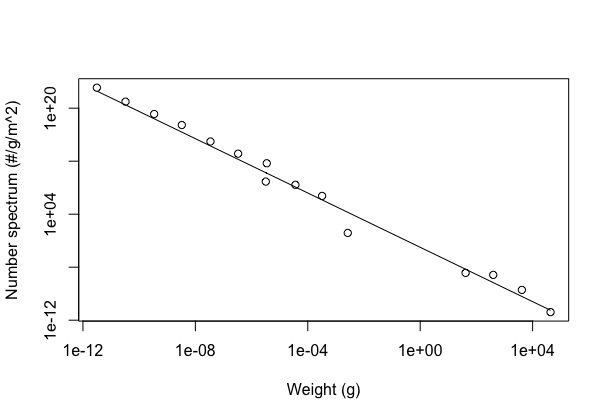 Number spectrum (#/g/m^2)
1e+20
1e+04
1e-12
1e-12 1e-08 1e-04 1e+00 1e+04
Weight (g)